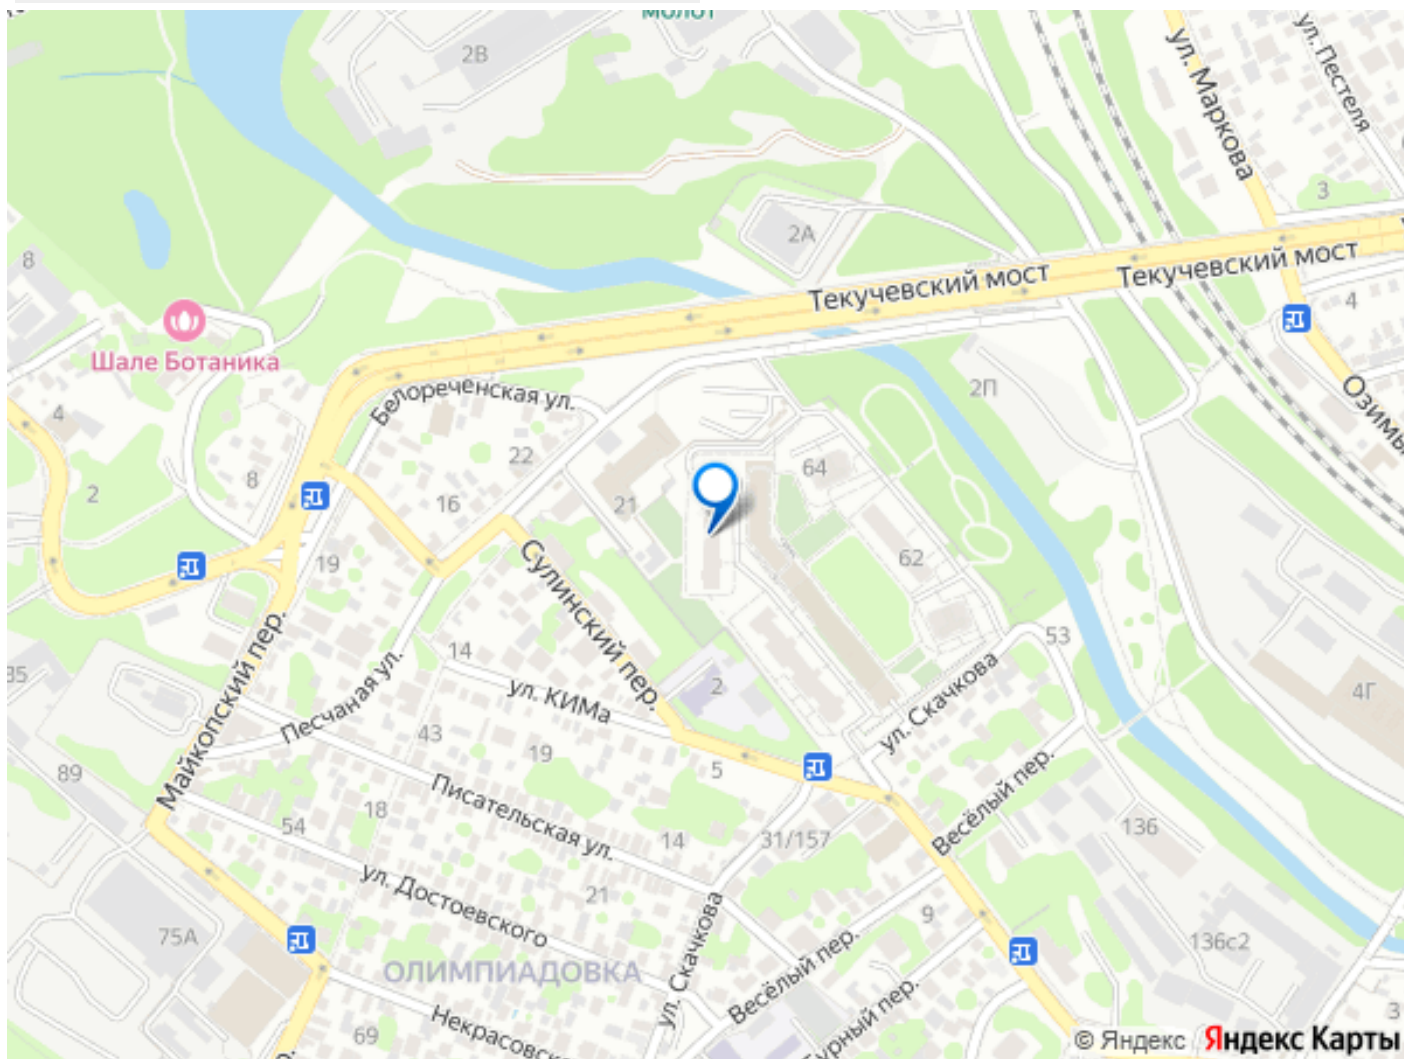 МОЛОТ
2В
ул. Маркова
ул. Пестеля
3
2А
8
Текучевский мост
Текучевский мост
4
Шале Ботаника
2П
Белореченская ул.
4
22
64
8
2
16
21
19
62
Сулинский пер.
53
14
ул. КИМа
2
ул. Скачкова
4Г
Майкопский пер.
Песчаная ул.
43
19
5
89
Писательская ул.
Весёлый пер.
18
54
14
31/157
136
ул. Достоевского
21
9
75А
ул. Скачкова
Весёлый пер.
136с2
ОЛИМПИАДОВКА
3
69
© Яндекс Яндекс Карты